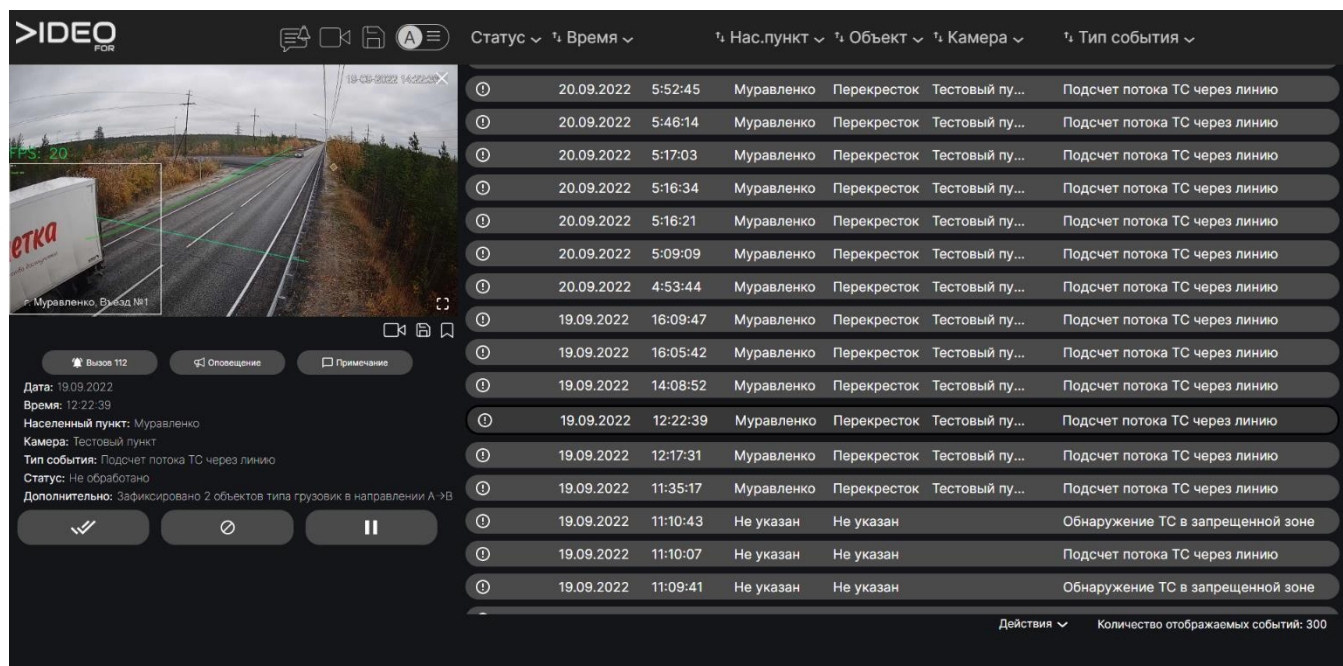 >IDEO
FOR
A
Статус Время Нас.пункт Объект Камера Тип события
20.09.2022 5:52:45 Муравленко Перекресток Тестовый пу... Подсчет потока ТС через линию
20.09.2022 5:46:14 Муравленко Перекресток Тестовый пу... Подсчет потока ТС через линию
20.09.2022 5:17:03 Муравленко Перекресток Тестовый пу... Подсчет потока ТС через линию
20.09.2022 5:16:34 Муравленко Перекресток Тестовый пу... Подсчет потока ТС через линию
20.09.2022 5:16:21 Муравленко Перекресток Тестовый пу... Подсчет потока ТС через линию
20.09.2022 5:09:09 Муравленко Перекресток Тестовый пу... Подсчет потока ТС через линию
20.09.2022 4:53:44 Муравленко Перекресток Тестовый пу... Подсчет потока ТС через линию
19.09.2022 16:09:47 Муравленко Перекресток Тестовый пу... Подсчет потока ТС через линию
19.09.2022 16:05:42 Муравленко Перекресток Тестовый пу... Подсчет потока ТС через линию
19.09.2022 14:08:52 Муравленко Перекресток Тестовый пу... Подсчет потока ТС через линию
19.09.2022 12:22:39 Муравленко Перекресток Тестовый пу... Подсчет потока ТС через линию
19.09.2022 12:17:31 Муравленко Перекресток Тестовый пу... Подсчет потока ТС через линию
19.09.2022 11:35:17 Муравленко Перекресток Тестовый пу... Подсчет потока ТС через линию
19.09.2022 11:10:43 Не указан Не указан Обнаружение ТС в запрещенной зоне
19.09.2022 11:10:07 Не указан Не указан Подсчет потока ТС через линию
19.09.2022 11:09:41 Не указан Не указан Обнаружение ТС в запрещенной зоне
Действия Количество отображаемых событий: 300
FPS: 20
етка
г. Муравленко, Въезд №1
Вызов 112 Оповещение Примечание
Дата: 19.09.2022
Время: 12:22:39
Населенный пункт: Муравленко
Камера: Тестовый пункт
Тип события: Подсчет потока ТС через линию
Статус: Не обработано
Дополнительно: Зафиксировано 2 объектов типа грузовик в направлении A→B